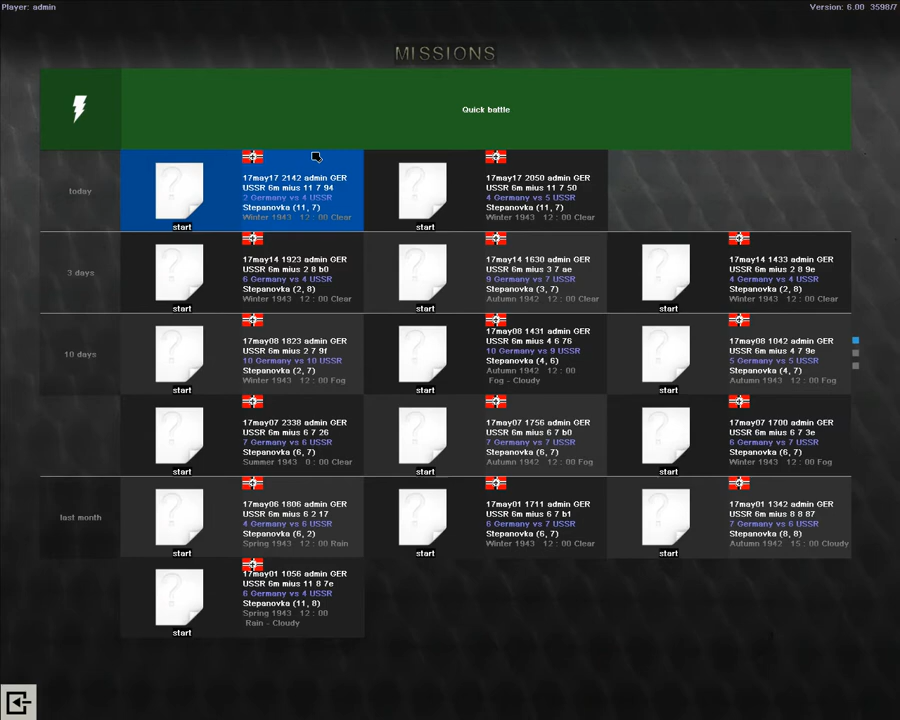 Player: admin
Version: 6.00 3598/7
MISSIONS
Quick battle
today
17may17 2142 admin GER
USSR 6m mius 11 7 94
2 Germany vs 4 USSR
Stepanovka (11, 7)
Winter 1943 12 : 00 Clear
start
17may17 2050 admin GER
USSR 6m mius 11 7 50
4 Germany vs 5 USSR
Stepanovka (11, 7)
Winter 1943 12 : 00 Clear
start
3 days
17may14 1923 admin GER
USSR 6m mius 2 8 b0
6 Germany vs 4 USSR
Stepanovka (2, 8)
Winter 1943 12 : 00 Clear
start
17may14 1630 admin GER
USSR 6m mius 3 7 ae
9 Germany vs 7 USSR
Stepanovka (3, 7)
Autumn 1942 12 : 00 Clear
start
17may14 1433 admin GER
USSR 6m mius 2 8 9e
4 Germany vs 4 USSR
Stepanovka (2, 8)
Winter 1943 12 : 00 Clear
start
10 days
17may08 1823 admin GER
USSR 6m mius 2 7 9f
10 Germany vs 10 USSR
Stepanovka (2, 7)
Winter 1943 12 : 00 Fog
start
17may08 1431 admin GER
USSR 6m mius 4 6 76
10 Germany vs 9 USSR
Stepanovka (4, 6)
Autumn 1942 12 : 00
Fog - Cloudy
start
17may08 1042 admin GER
USSR 6m mius 4 7 9e
5 Germany vs 5 USSR
Stepanovka (4, 7)
Autumn 1943 12 : 00 Fog
start
17may07 2338 admin GER
USSR 6m mius 6 7 26
7 Germany vs 6 USSR
Stepanovka (6, 7)
Summer 1943 0 : 00 Clear
start
17may07 1756 admin GER
USSR 6m mius 6 7 b0
7 Germany vs 7 USSR
Stepanovka (6, 7)
Autumn 1942 12 : 00 Fog
start
17may07 1700 admin GER
USSR 6m mius 6 7 3e
6 Germany vs 7 USSR
Stepanovka (6, 7)
Winter 1943 12 : 00 Fog
start
last month
17may06 1806 admin GER
USSR 6m mius 6 2 17
4 Germany vs 6 USSR
Stepanovka (6, 2)
Spring 1943 12 : 00 Rain
start
17may01 1711 admin GER
USSR 6m mius 6 7 b1
6 Germany vs 7 USSR
Stepanovka (6, 7)
Winter 1943 12 : 00 Clear
start
17may01 1342 admin GER
USSR 6m mius 8 8 87
7 Germany vs 6 USSR
Stepanovka (8, 8)
Autumn 1942 15 : 00 Cloudy
start
17may01 1056 admin GER
USSR 6m mius 11 8 7e
6 Germany vs 4 USSR
Stepanovka (11, 8)
Spring 1943 12 : 00
Rain - Cloudy
start